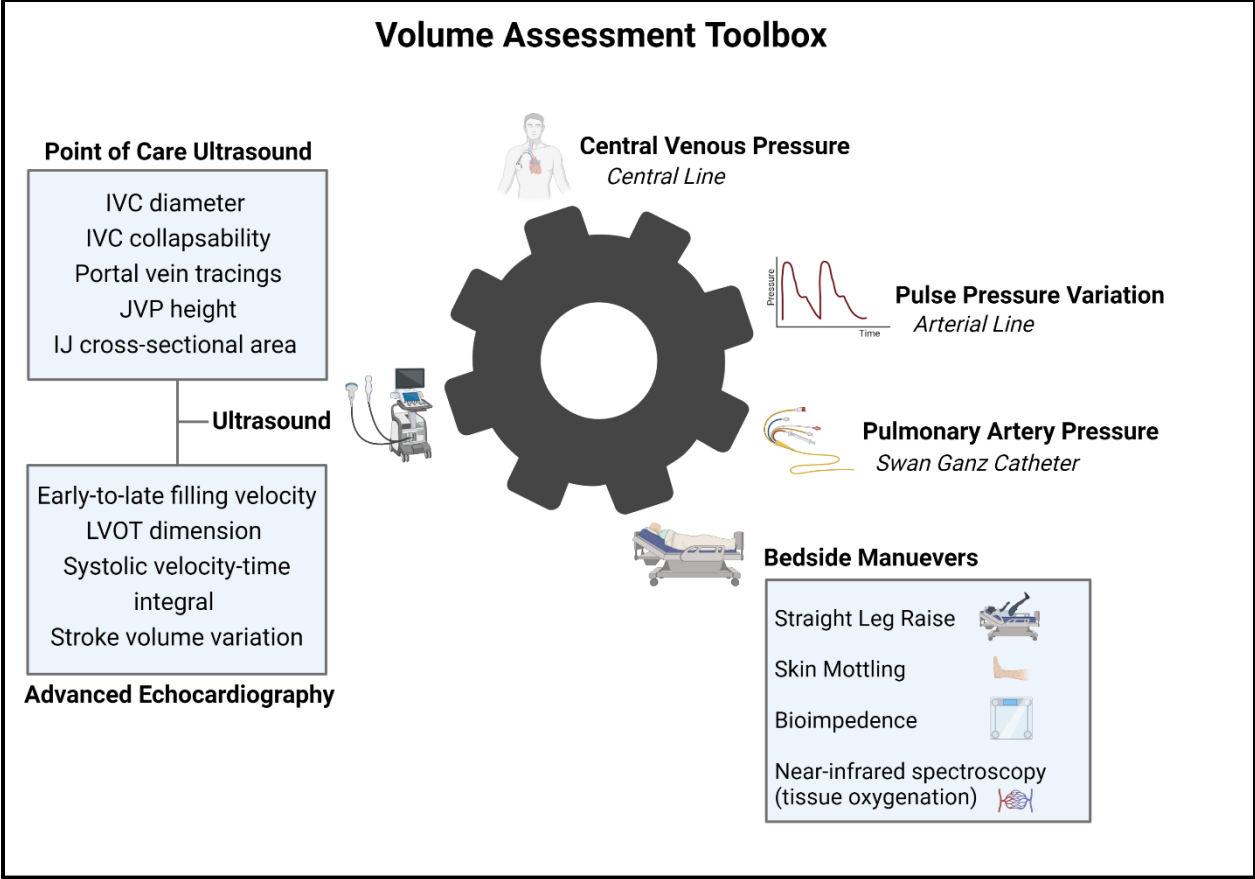 Volume Assessment Toolbox
Point of Care Ultrasound
IVC diameter
IVC collapsability
Portal vein tracings
JVP height
IJ cross-sectional area
Ultrasound
Early-to-late filling velocity
LVOT dimension
Systolic velocity-time
integral
Stroke volume variation
Advanced Echocardiography
Central Venous Pressure
Central Line
Pressure
Time
Pulse Pressure Variation
Arterial Line
Pulmonary Artery Pressure
Swan Ganz Catheter
Bedside Manuevers
Straight Leg Raise
Skin Mottling
Bioimpedence
Near-infrared spectroscopy
(tissue oxygenation)